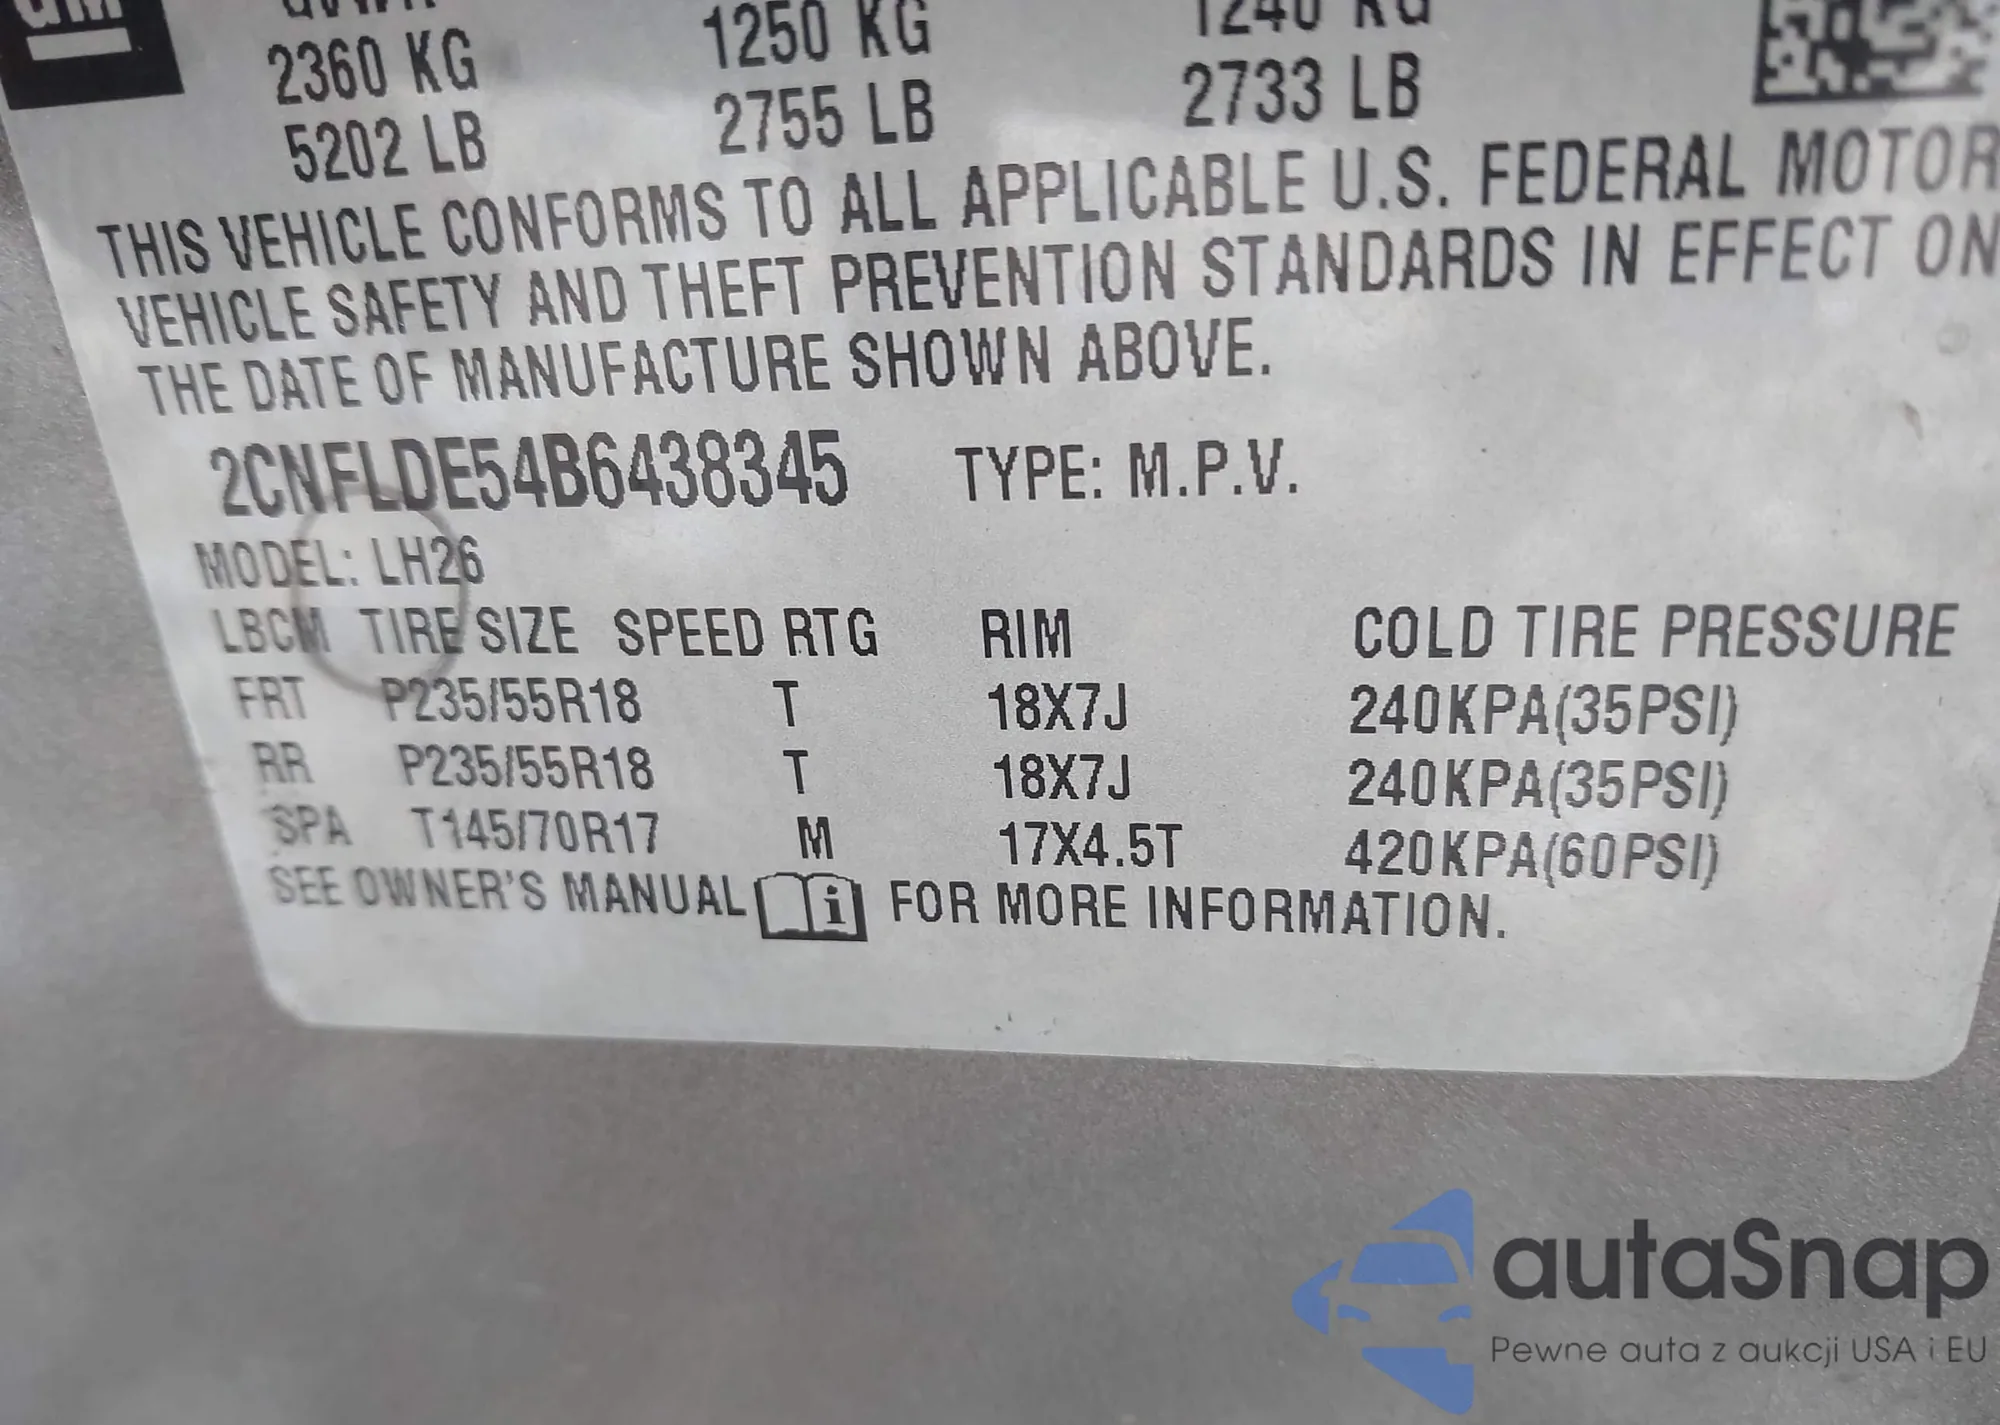 GM
GVWR
2360 KG 1250 KG 1240 KG
5202 LB 2755 LB 2733 LB
THIS VEHICLE CONFORMS TO ALL APPLICABLE U.S. FEDERAL MOTOR
VEHICLE SAFETY AND THEFT PREVENTION STANDARDS IN EFFECT ON
THE DATE OF MANUFACTURE SHOWN ABOVE.
2CNFLDE54B6438345 TYPE: M.P.V.
MODEL: LH26
LBCM TIRE SIZE SPEED RTG RIM COLD TIRE PRESSURE
FRT P235/55R18 T 18X7J 240KPA(35PSI)
RR P235/55R18 T 18X7J 240KPA(35PSI)
SPA T145/70R17 M 17X4.5T 420KPA(60PSI)
SEE OWNER'S MANUAL i FOR MORE INFORMATION.
autaSnap
Pewne auta z aukcji USA i EU